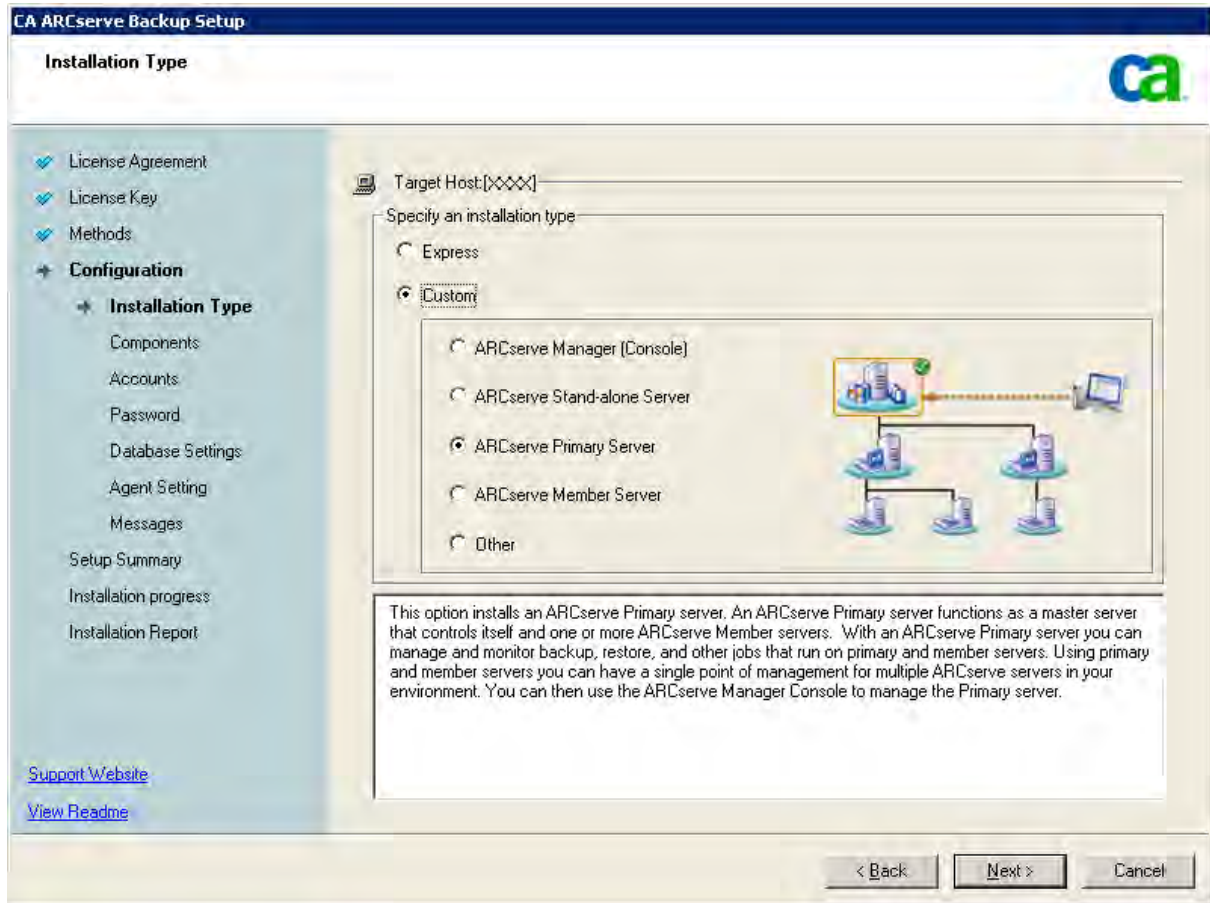 CA ARCserve Backup Setup
Installation Type
ca
License Agreement
License Key
Methods
Configuration
Installation Type
Components
Accounts
Password
Database Settings
Agent Setting
Messages
Setup Summary
Installation progress
Installation Report
Support Website
View Readme
Target Host:[XXXX]
Specify an installation type
Express
Custom
ARCserve Manager (Console)
ARCserve Stand-alone Server
ARCserve Primary Server
ARCserve Member Server
Other
This option installs an ARCserve Primary server. An ARCserve Primary server functions as a master server
that controls itself and one or more ARCserve Member servers.  With an ARCserve Primary server you can
manage and monitor backup, restore, and other jobs that run on primary and member servers. Using primary
and member servers you can have a single point of management for multiple ARCserve servers in your
environment. You can then use the ARCserve Manager Console to manage the Primary server.
< Back
Next >
Cancel